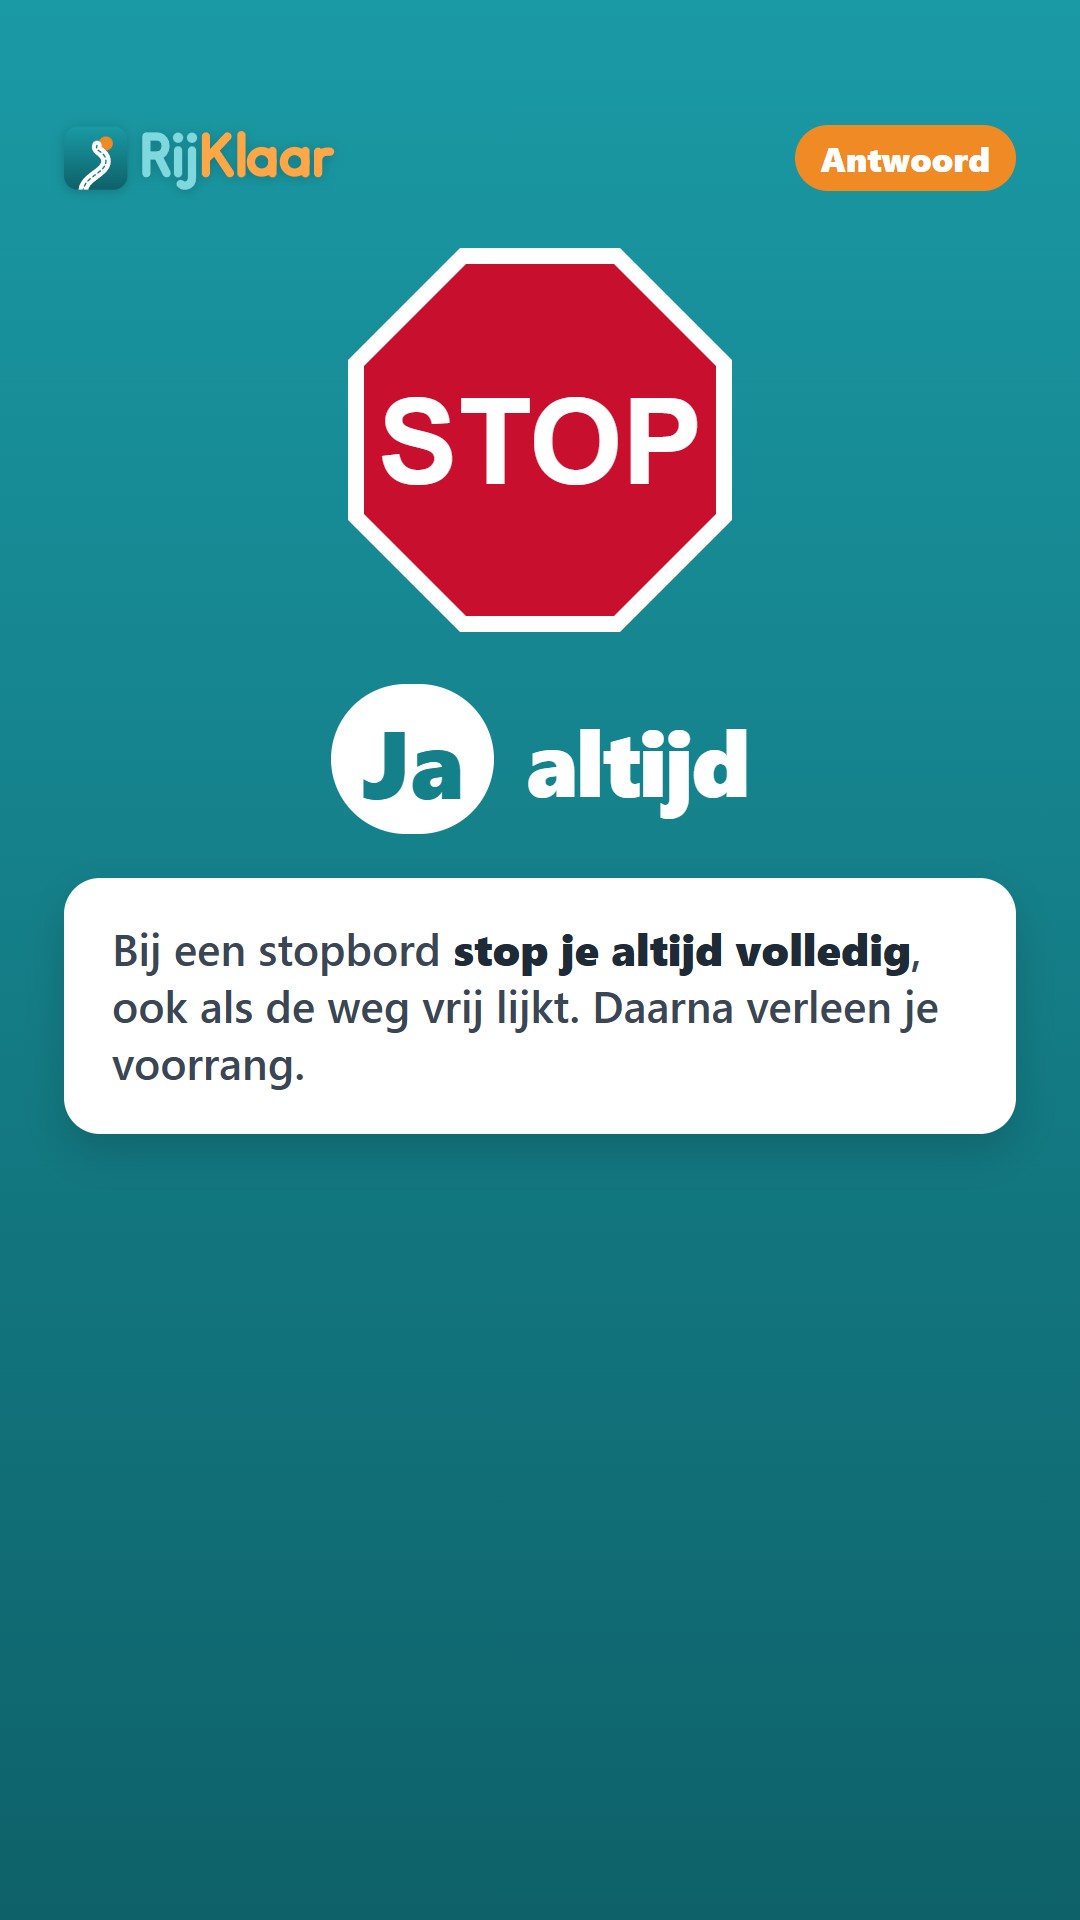 RijKlaar
Antwoord
STOP
Ja altijd
Bij een stopbord stop je altijd volledig,
ook als de weg vrij lijkt. Daarna verleen je
voorrang.